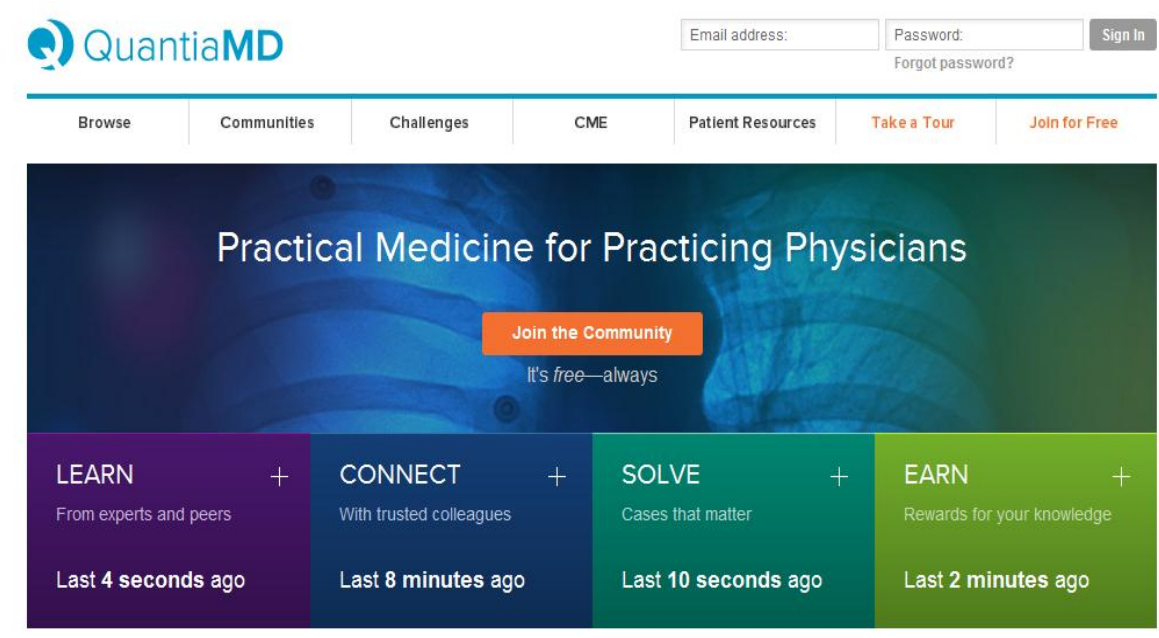 QuantiaMD
Email address:
Password:
Sign In
Forgot password?
Browse
Communities
Challenges
CME
Patient Resources
Take a Tour
Join for Free
Practical Medicine for Practicing Physicians
Join the Community
It's free—always
LEARN
From experts and peers
Last 4 seconds ago
CONNECT
With trusted colleagues
Last 8 minutes ago
SOLVE
Cases that matter
Last 10 seconds ago
EARN
Rewards for your knowledge
Last 2 minutes ago